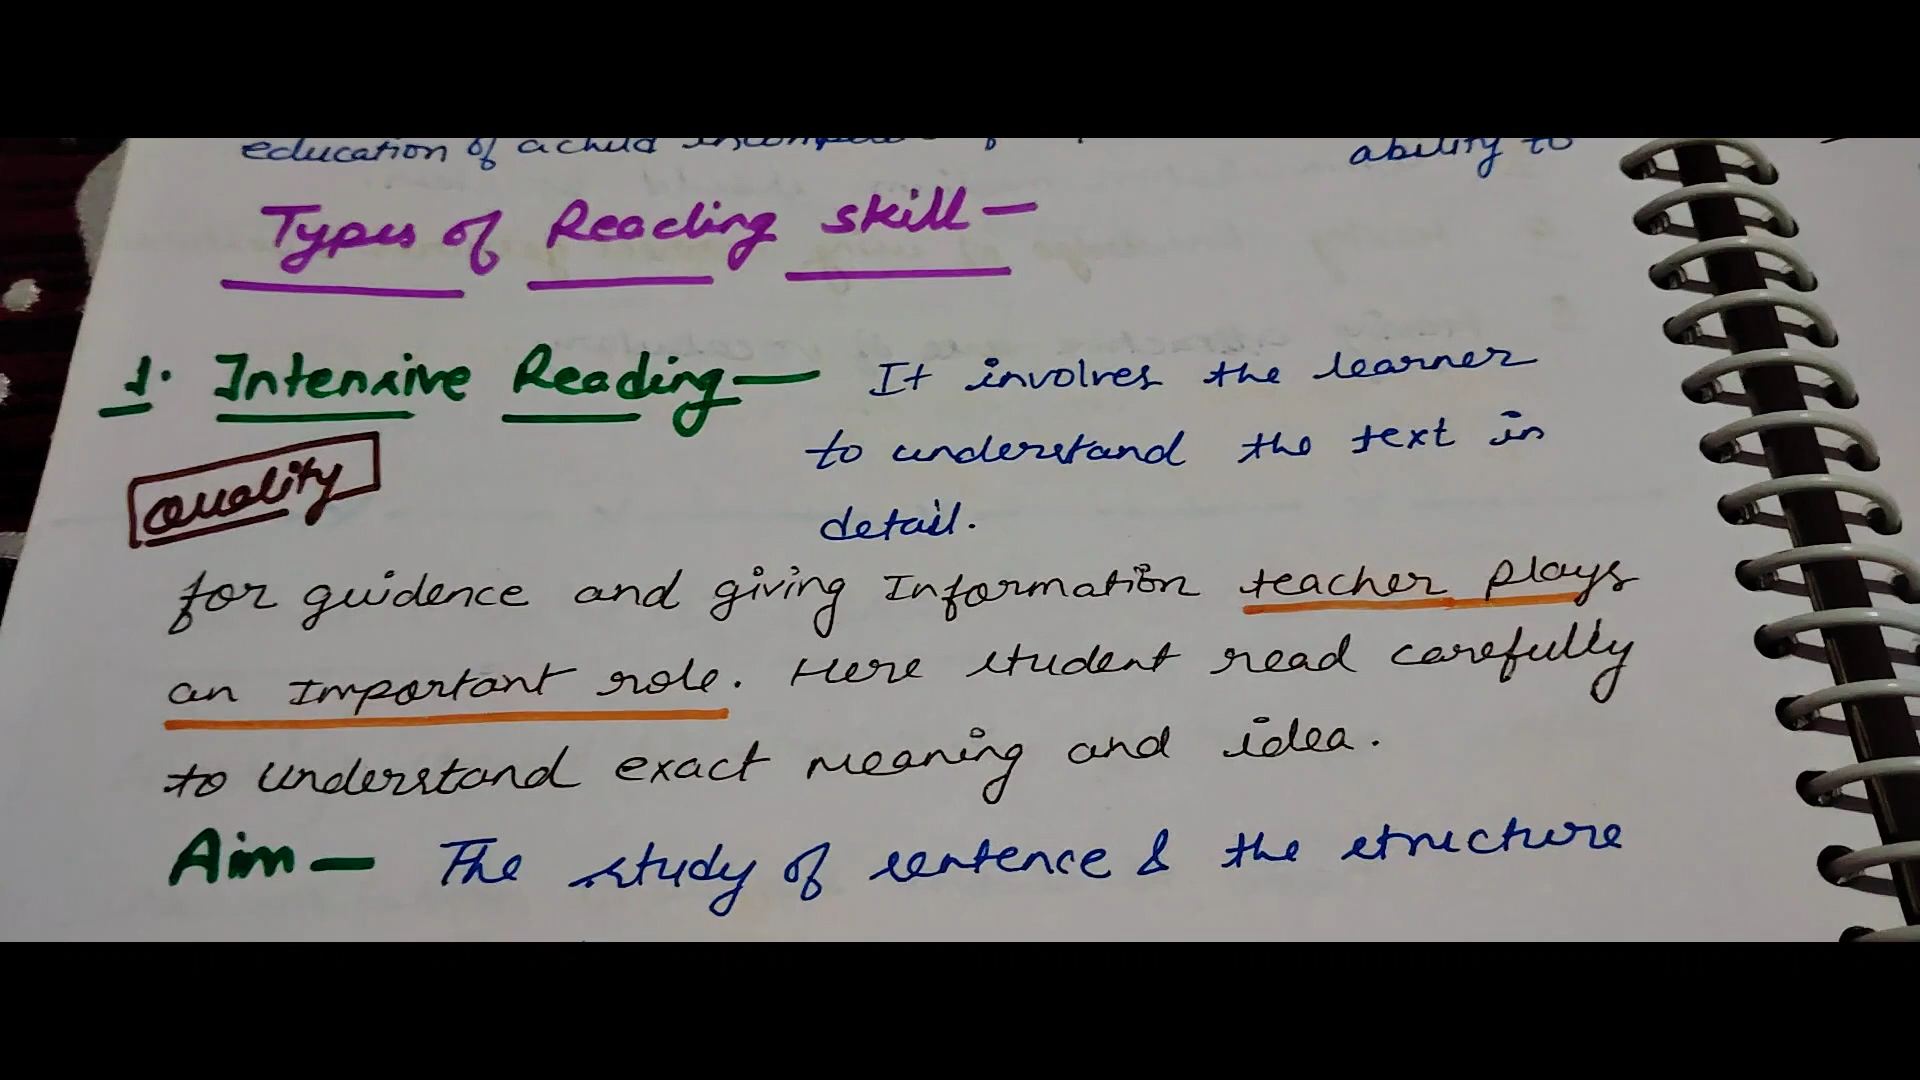 education of a child ability to
Types of Reading skill-
1. Intensive Reading- It involves the learner
Quality to understand the text in
detail.
for guidence and giving Information teacher plays
an Important role. Here student read carefully
to understand exact meaning and idea.
Aim- The study of sentence & the structure